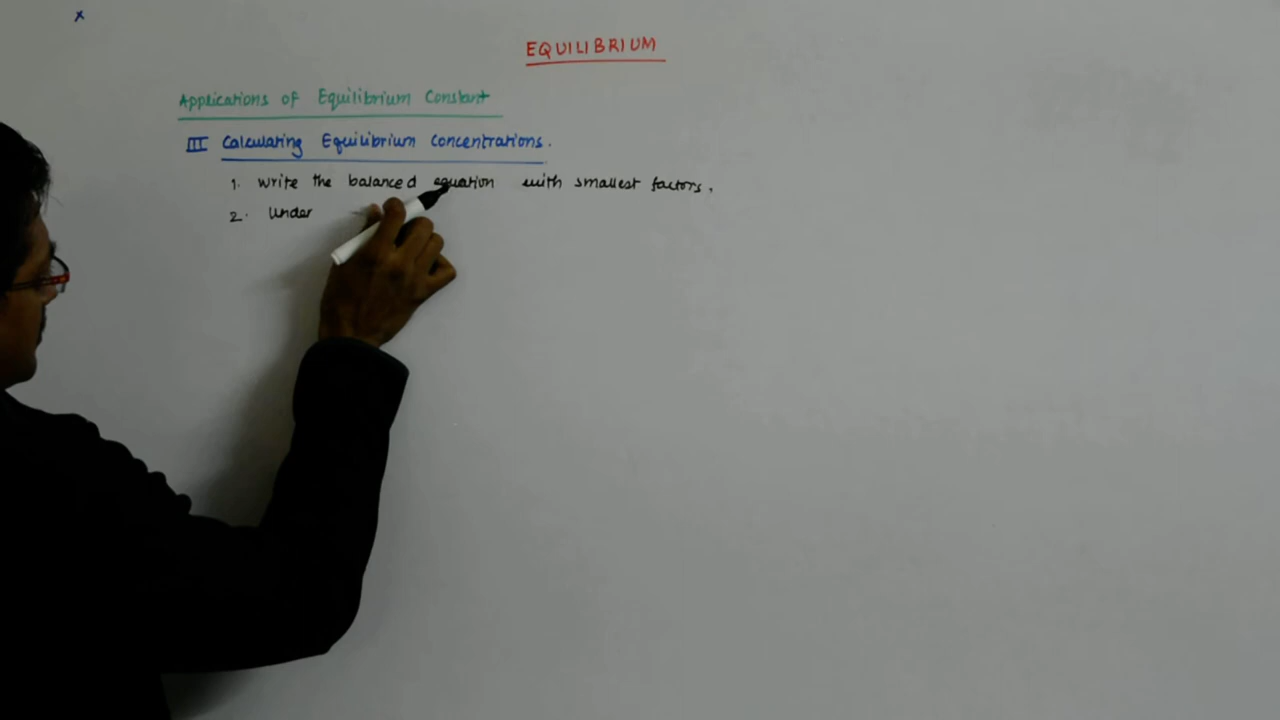 x
EQUILIBRIUM
Applications of Equilibrium Constant
III Calculating Equilibrium Concentrations.
1. Write the balanced equation with smallest factors.
2. Under